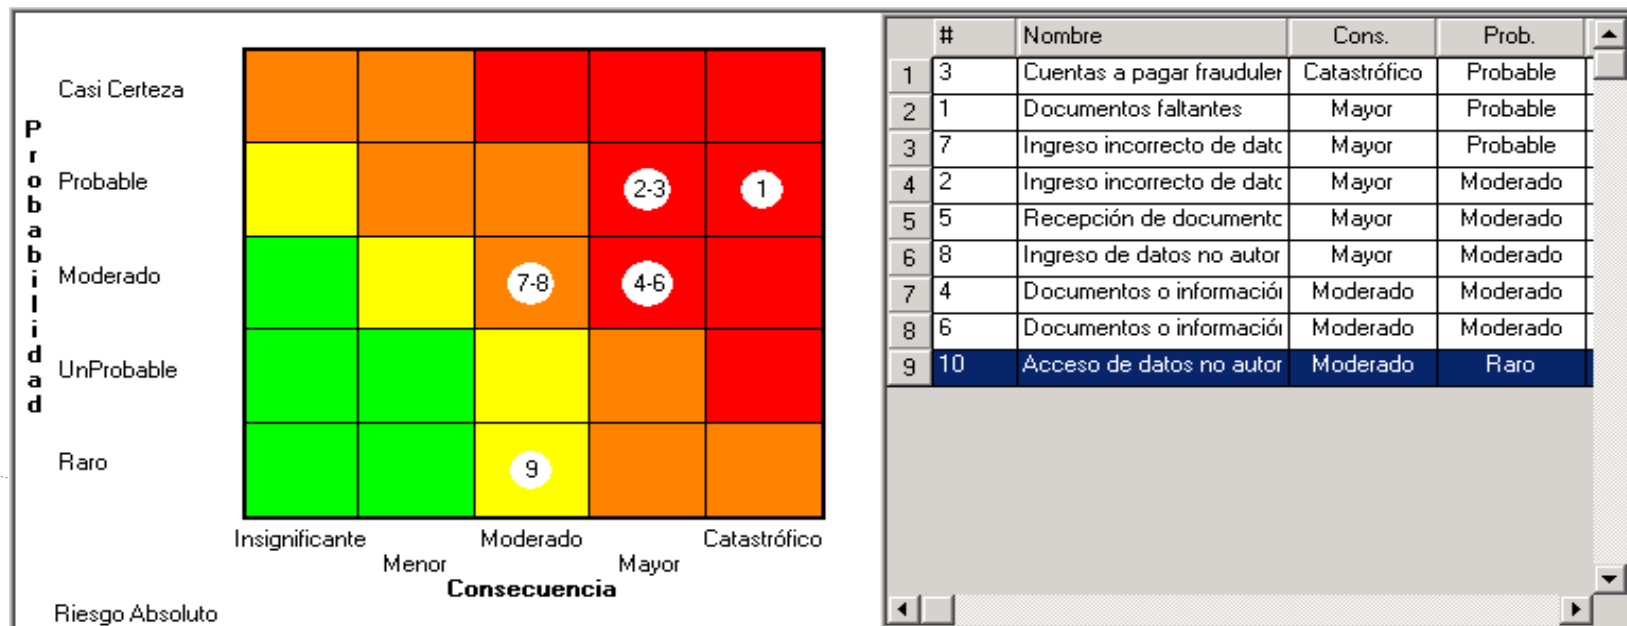 Probabilidad
Casi Certeza
Probable
Moderado
UnProbable
Raro
2-3
1
7-8
4-6
9
Insignificante
Menor
Moderado
Mayor
Catastrófico
Consecuencia
Riesgo Absoluto
# Nombre Cons. Prob.
1 3 Cuentas a pagar frauduler Catastrófico Probable
2 1 Documentos faltantes Mayor Probable
3 7 Ingreso incorrecto de datc Mayor Probable
4 2 Ingreso incorrecto de datc Mayor Moderado
5 5 Recepción de documentc Mayor Moderado
6 8 Ingreso de datos no autor Mayor Moderado
7 4 Documentos o informació Moderado Moderado
8 6 Documentos o informació Moderado Moderado
9 10 Acceso de datos no autor Moderado Raro